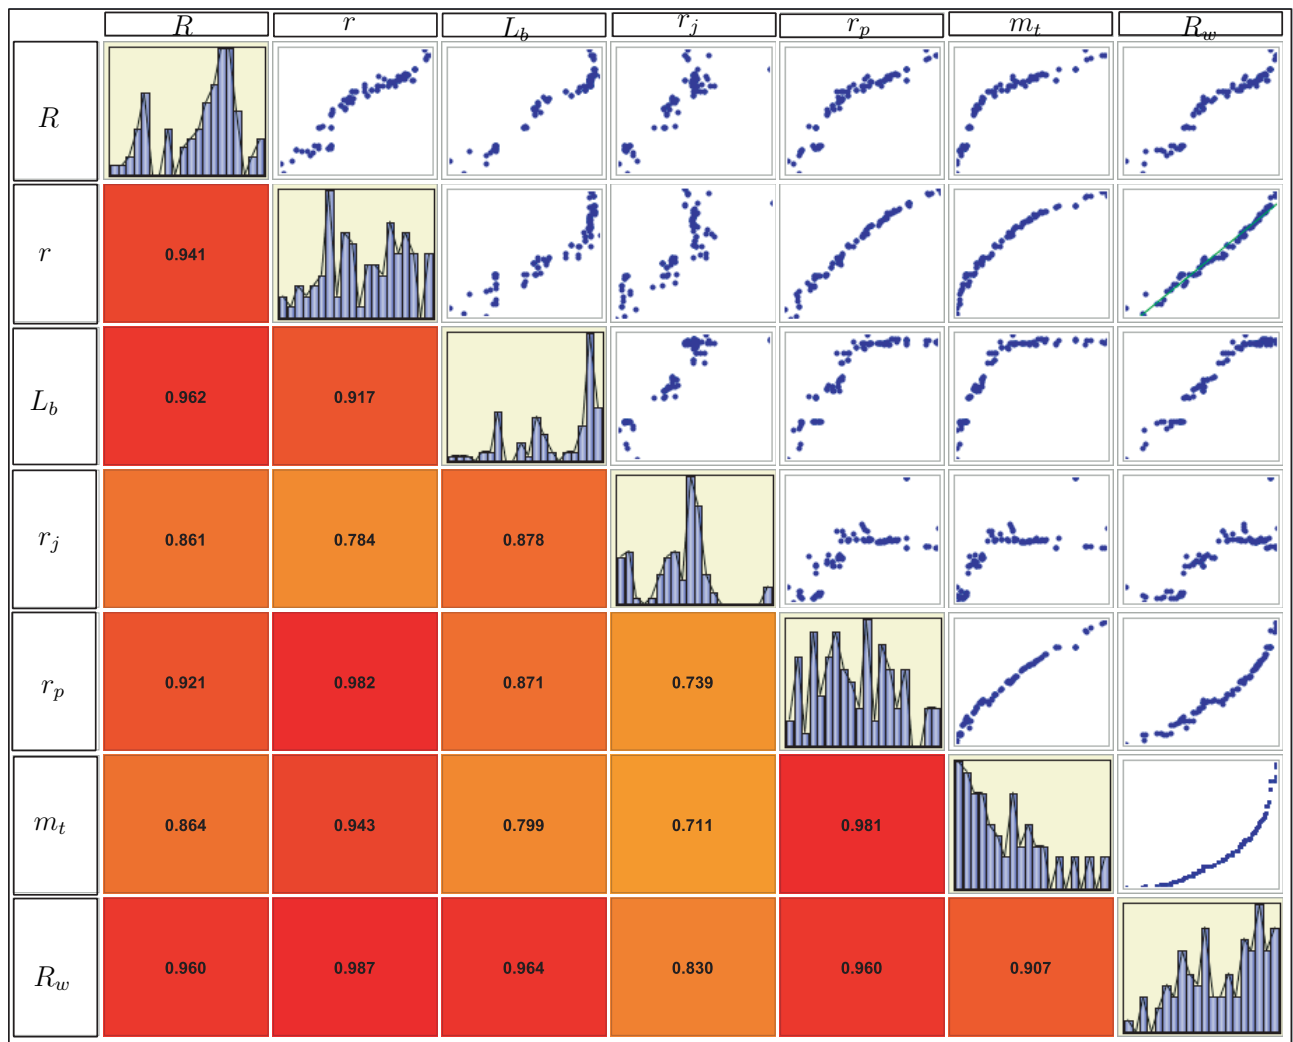 R r L_b r_j r_p m_t R_w
R
r
0.941
L_b
0.962 0.917
r_j
0.861 0.784 0.878
r_p
0.921 0.982 0.871 0.739
m_t
0.864 0.943 0.799 0.711 0.981
R_w
0.960 0.987 0.964 0.830 0.960 0.907